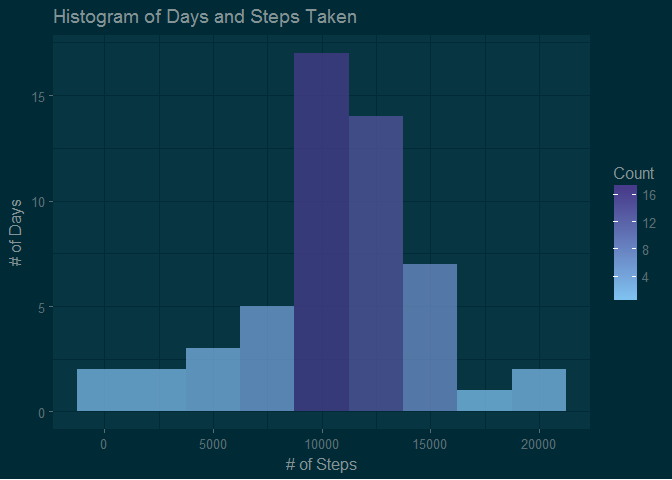 Histogram of Days and Steps Taken
# of Days
15
10
5
0
0 5000 10000 15000 20000
# of Steps
Count
16
12
8
4